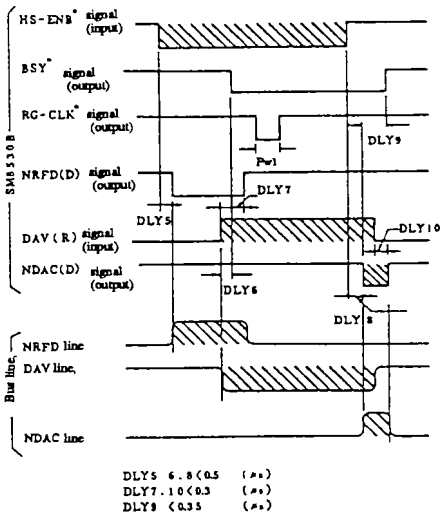 HS-ENB* signal
(input)
BSY* signal
(output)
RG-CLK* signal
(output)
DLY9
Pw1
NRFD(D) signal
(output)
DLY7
DLY5
DAV(R) signal
(input)
DLY10
NDAC(D) signal
(output)
DLY6
DLY8
SM8530B
NRFD line
DAV line,
NDAC line
Bus line,
DLY5 6.8<0.5 (μs)
DLY7.10<0.3 (μs)
DLY9 <0.35 (μs)